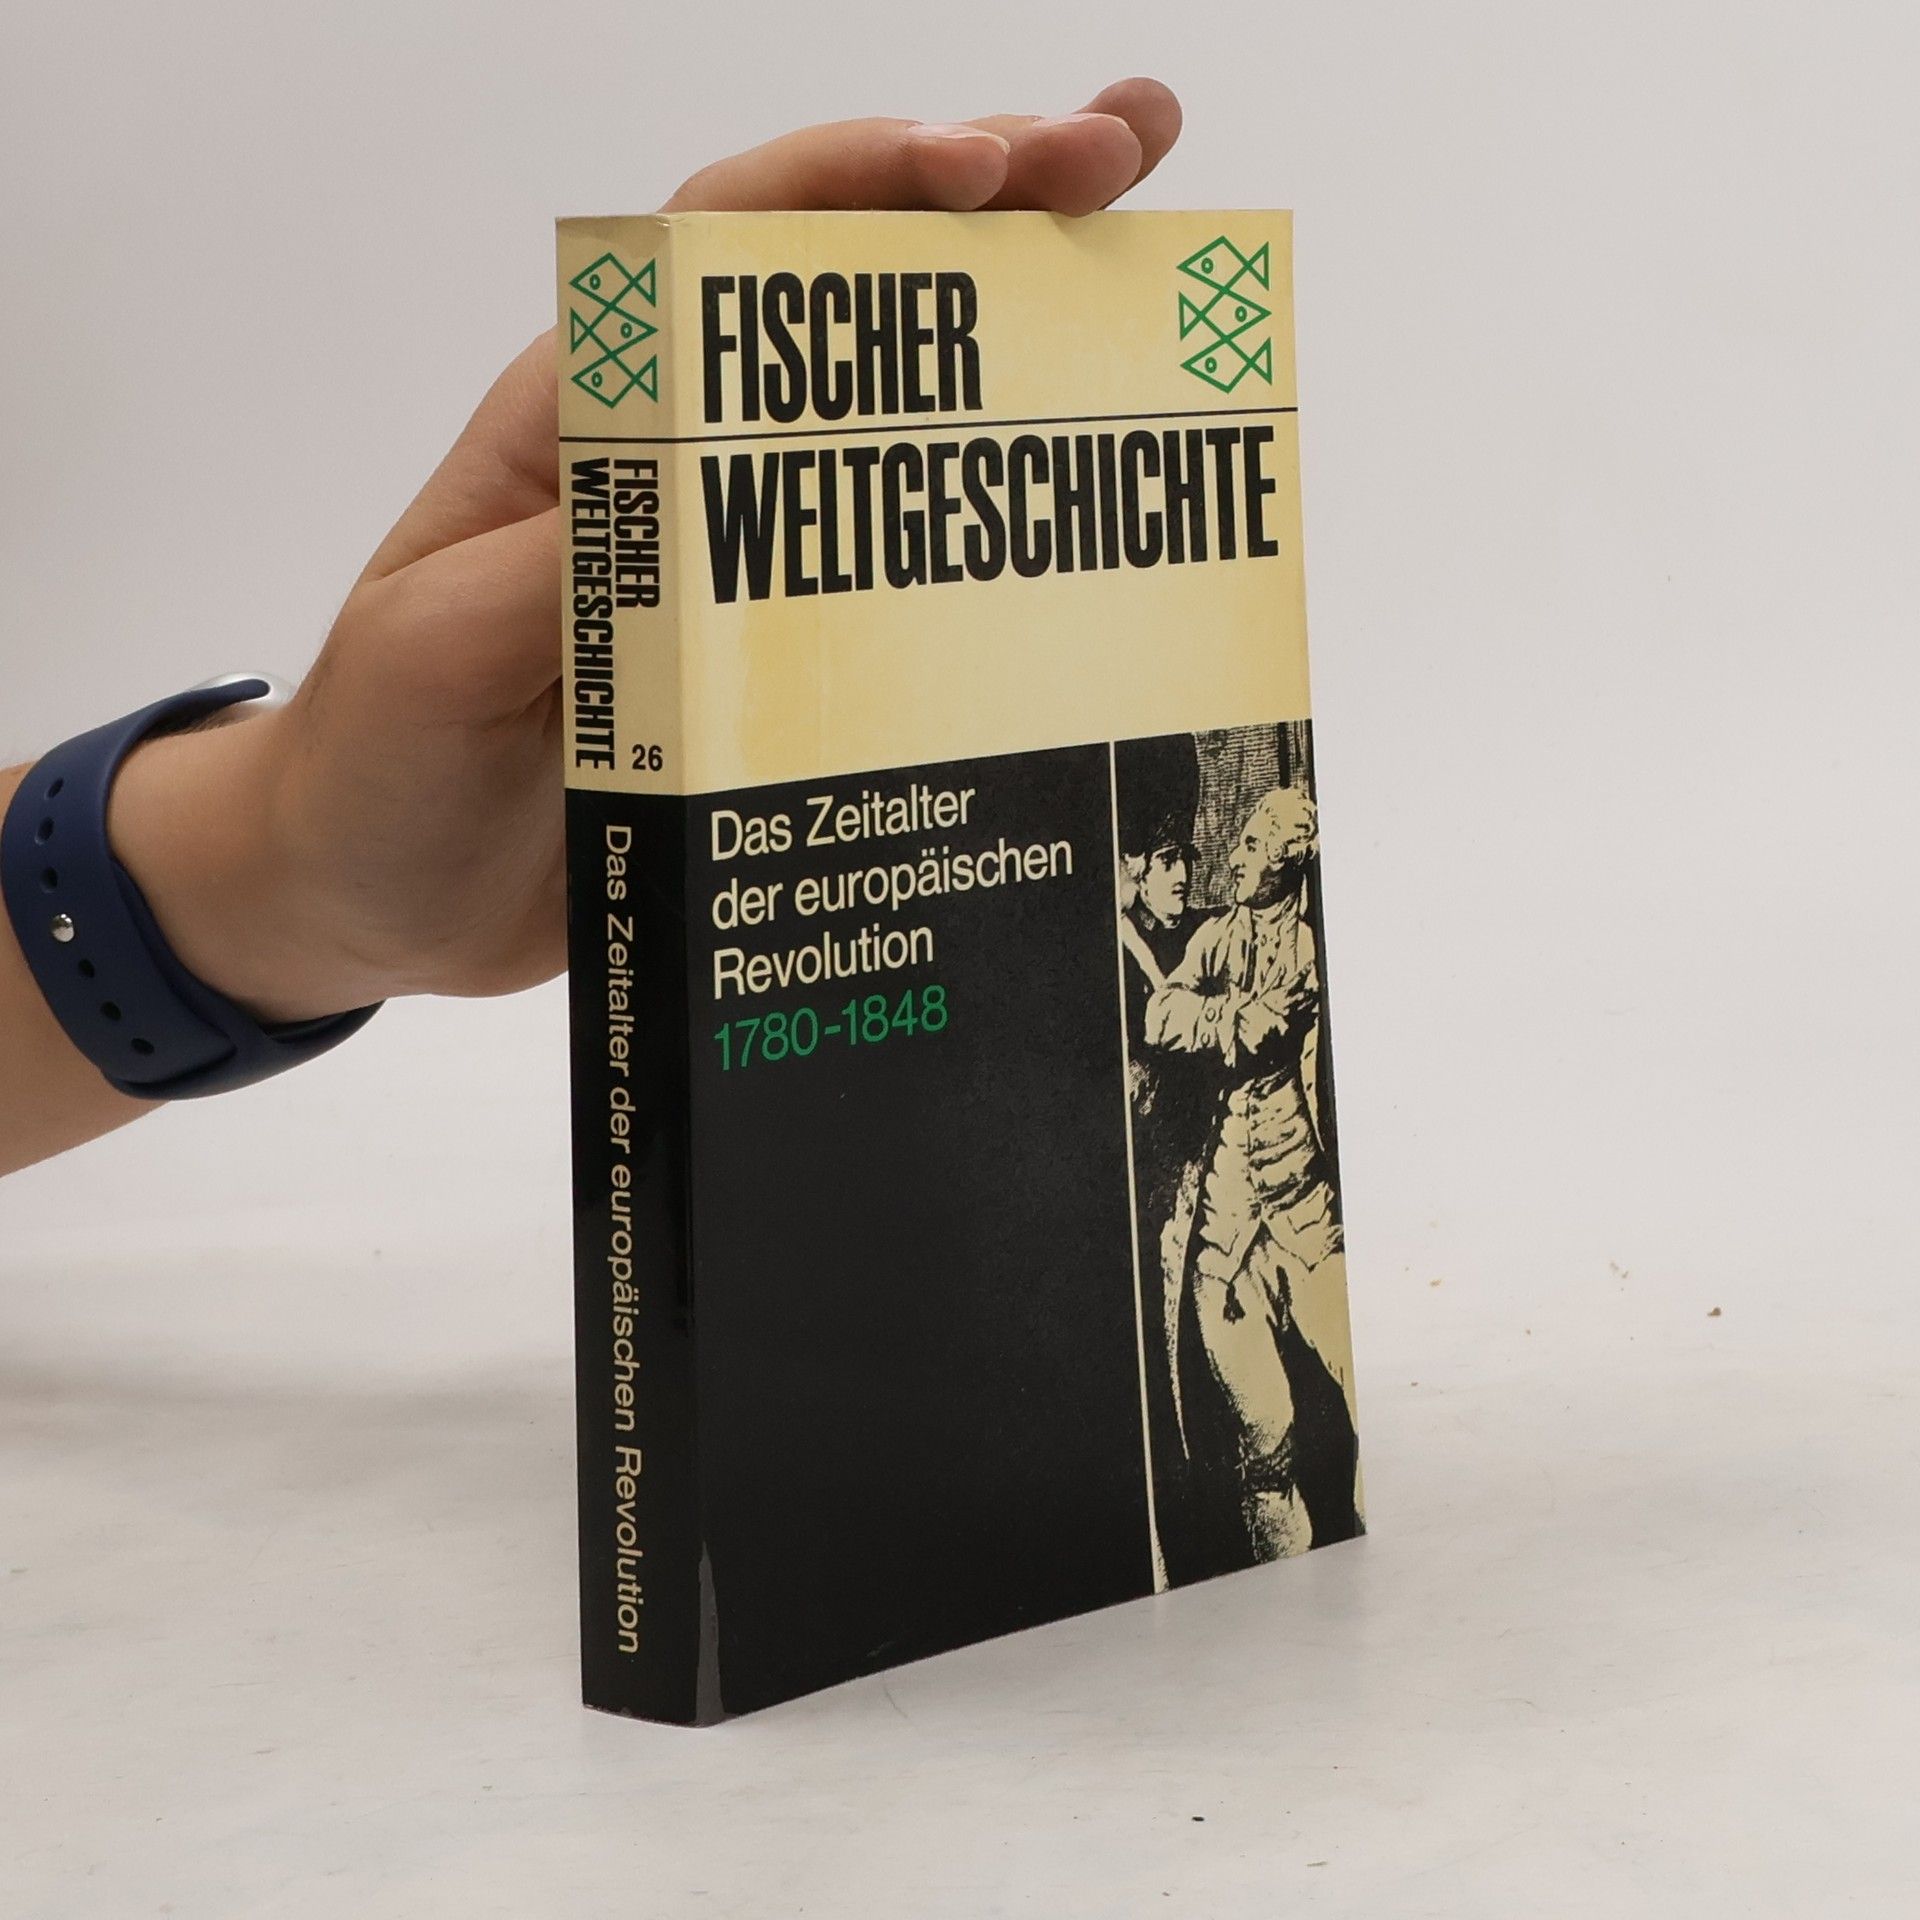 FISCHER
WELTGESCHICHTE
26
Das Zeitalter der europäischen Revolution
FISCHER
WELTGESCHICHTE
Das Zeitalter
der europäischen
Revolution
1780-1848